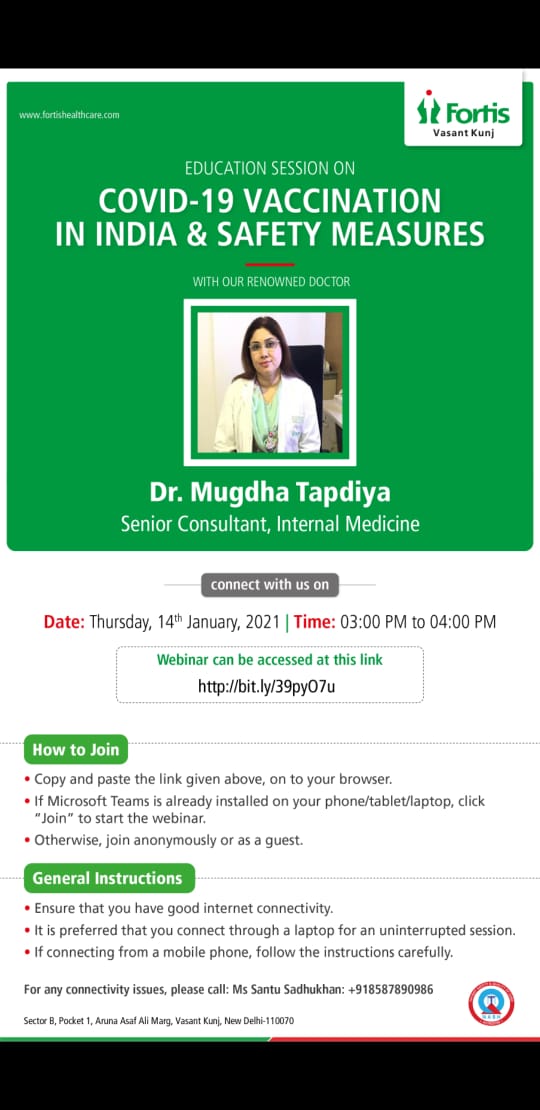 www.fortishealthcare.com
Fortis
Vasant Kunj
EDUCATION SESSION ON
COVID-19 VACCINATION
IN INDIA & SAFETY MEASURES
WITH OUR RENOWNED DOCTOR
Dr. Mugdha Tapdiya
Senior Consultant, Internal Medicine
connect with us on
Date: Thursday, 14th January, 2021 | Time: 03:00 PM to 04:00 PM
Webinar can be accessed at this link
http://bit.ly/39pyO7u
How to Join
• Copy and paste the link given above, on to your browser.
• If Microsoft Teams is already installed on your phone/tablet/laptop, click
“Join” to start the webinar.
• Otherwise, join anonymously or as a guest.
General Instructions
• Ensure that you have good internet connectivity.
• It is preferred that you connect through a laptop for an uninterrupted session.
• If connecting from a mobile phone, follow the instructions carefully.
For any connectivity issues, please call: Ms Santu Sadhukhan: +918587890986
Sector B, Pocket 1, Aruna Asaf Ali Marg, Vasant Kunj, New Delhi-110070